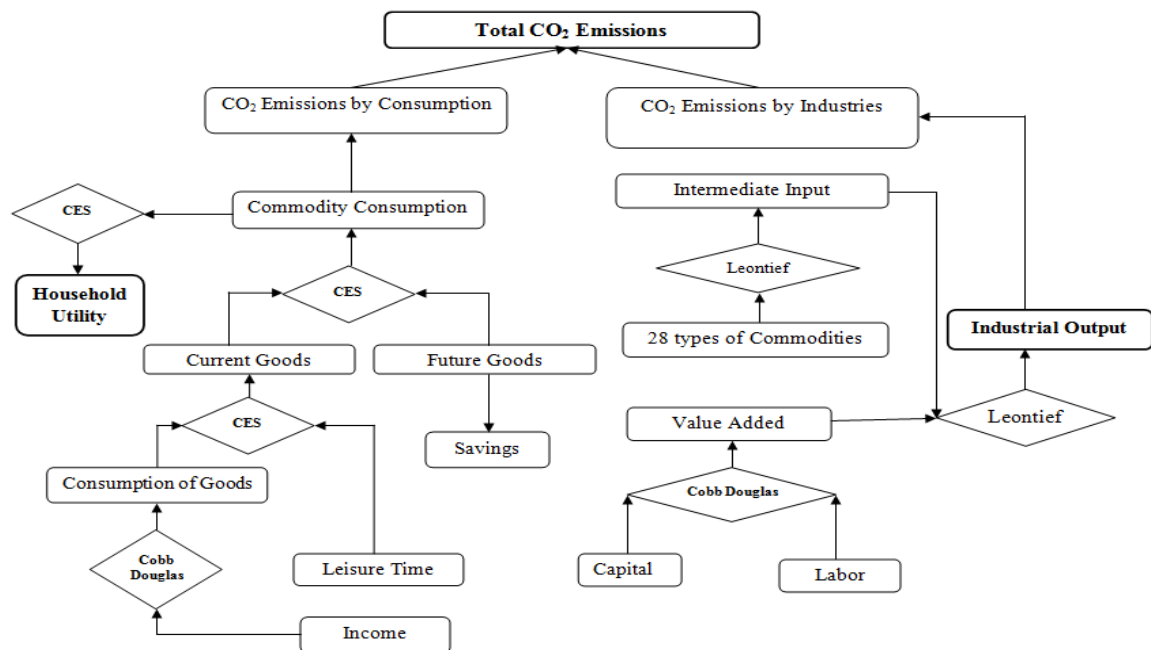 Total CO₂ Emissions
CO₂ Emissions by Consumption
CO₂ Emissions by Industries
CES
Commodity Consumption
Intermediate Input
Household
Utility
CES
Leontief
28 types of Commodities
Industrial Output
Current Goods
Future Goods
CES
Savings
Value Added
Leontief
Consumption of Goods
Cobb Douglas
Cobb
Douglas
Leisure Time
Capital
Labor
Income